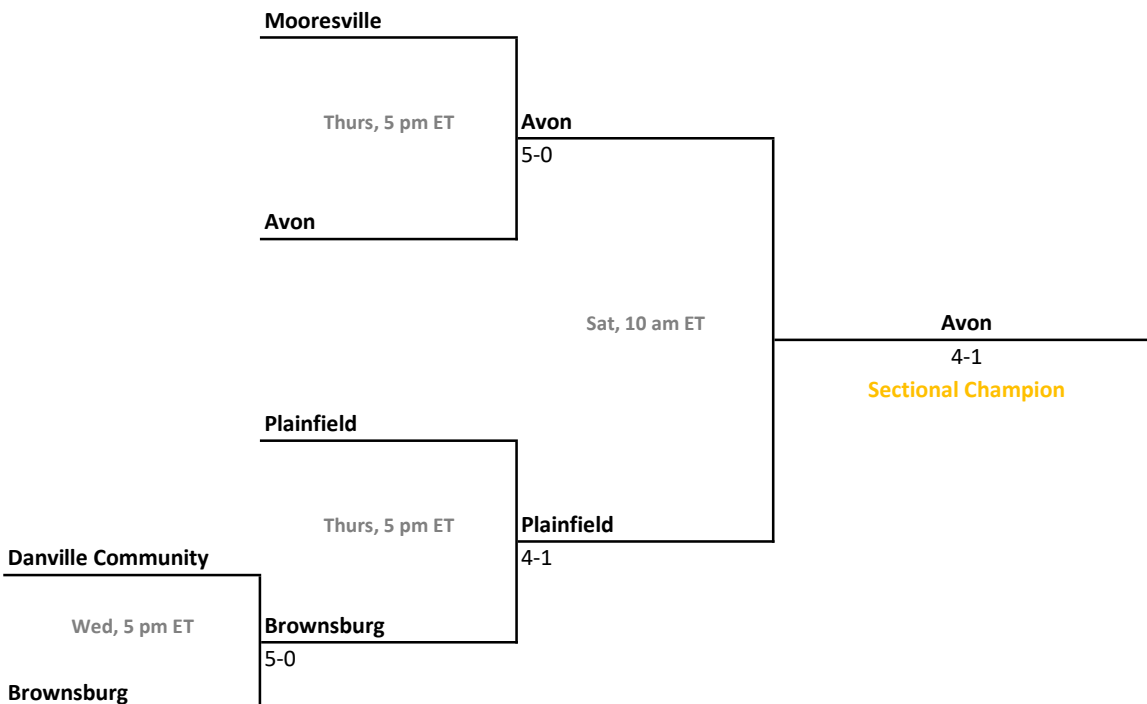 Mooresville
Thurs, 5 pm ET
Avon
5-0
Avon
Sat, 10 am ET
Avon
4-1
Sectional Champion
Plainfield
Thurs, 5 pm ET
Plainfield
4-1
Danville Community
Wed, 5 pm ET
Brownsburg
5-0
Brownsburg